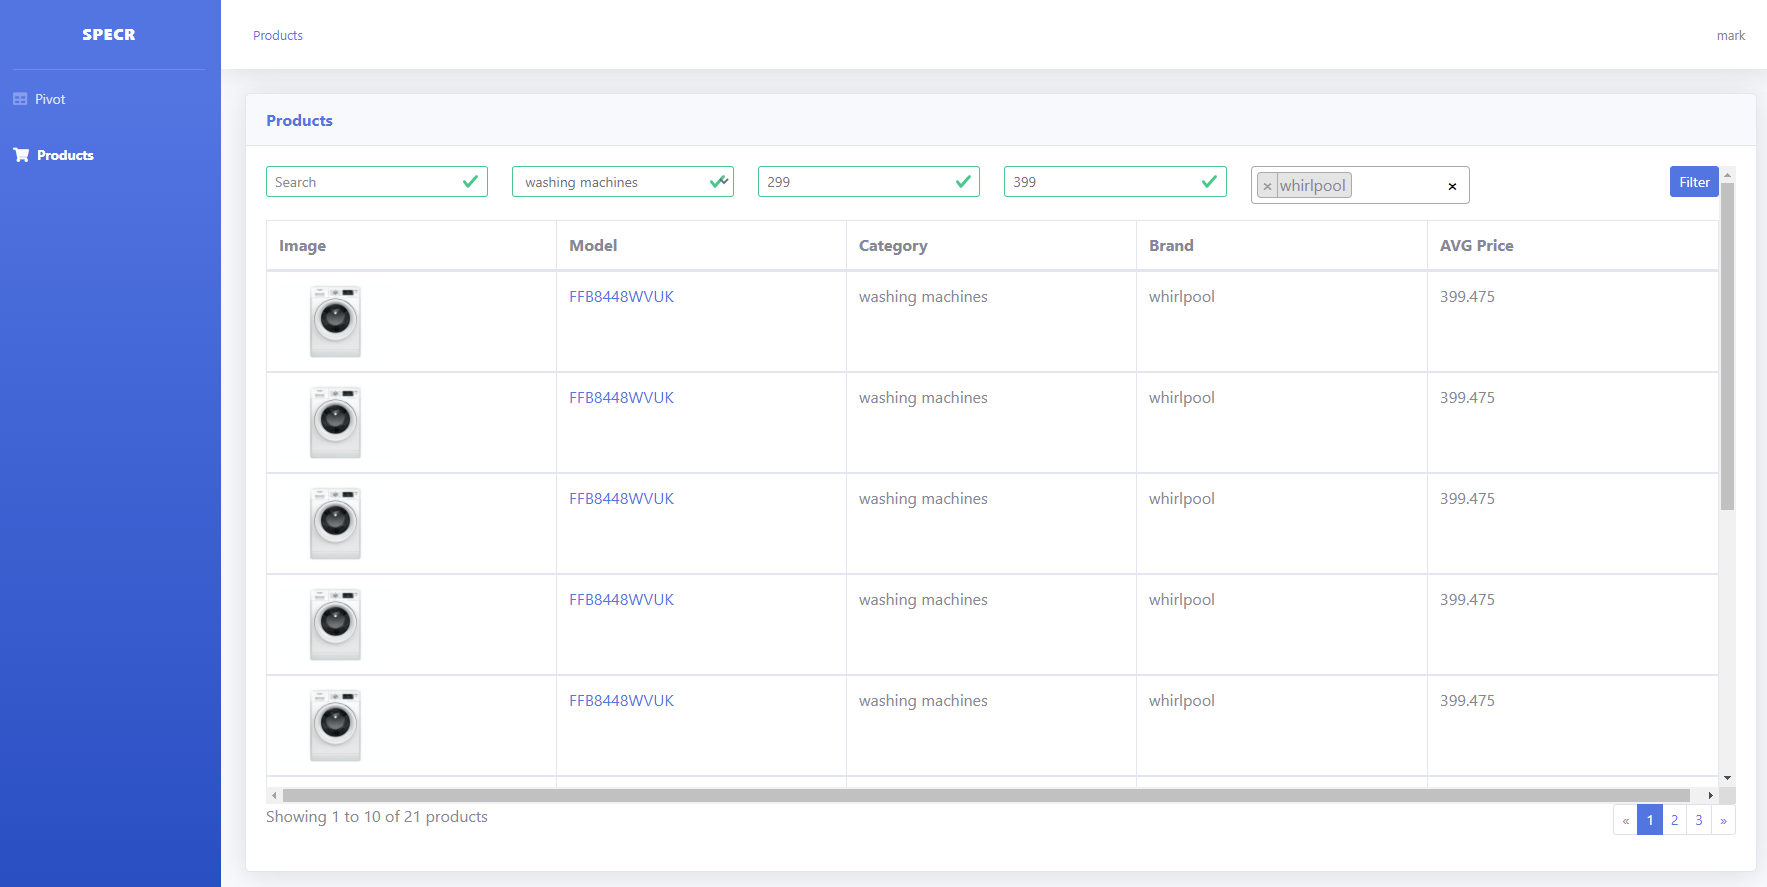 SPECR
Products
mark
Pivot
Products
Products
Search
washing machines
299
399
× whirlpool ×
Filter
Image Model Category Brand AVG Price
FFB8448WVUK washing machines whirlpool 399.475
FFB8448WVUK washing machines whirlpool 399.475
FFB8448WVUK washing machines whirlpool 399.475
FFB8448WVUK washing machines whirlpool 399.475
FFB8448WVUK washing machines whirlpool 399.475
Showing 1 to 10 of 21 products
« 1 2 3 »